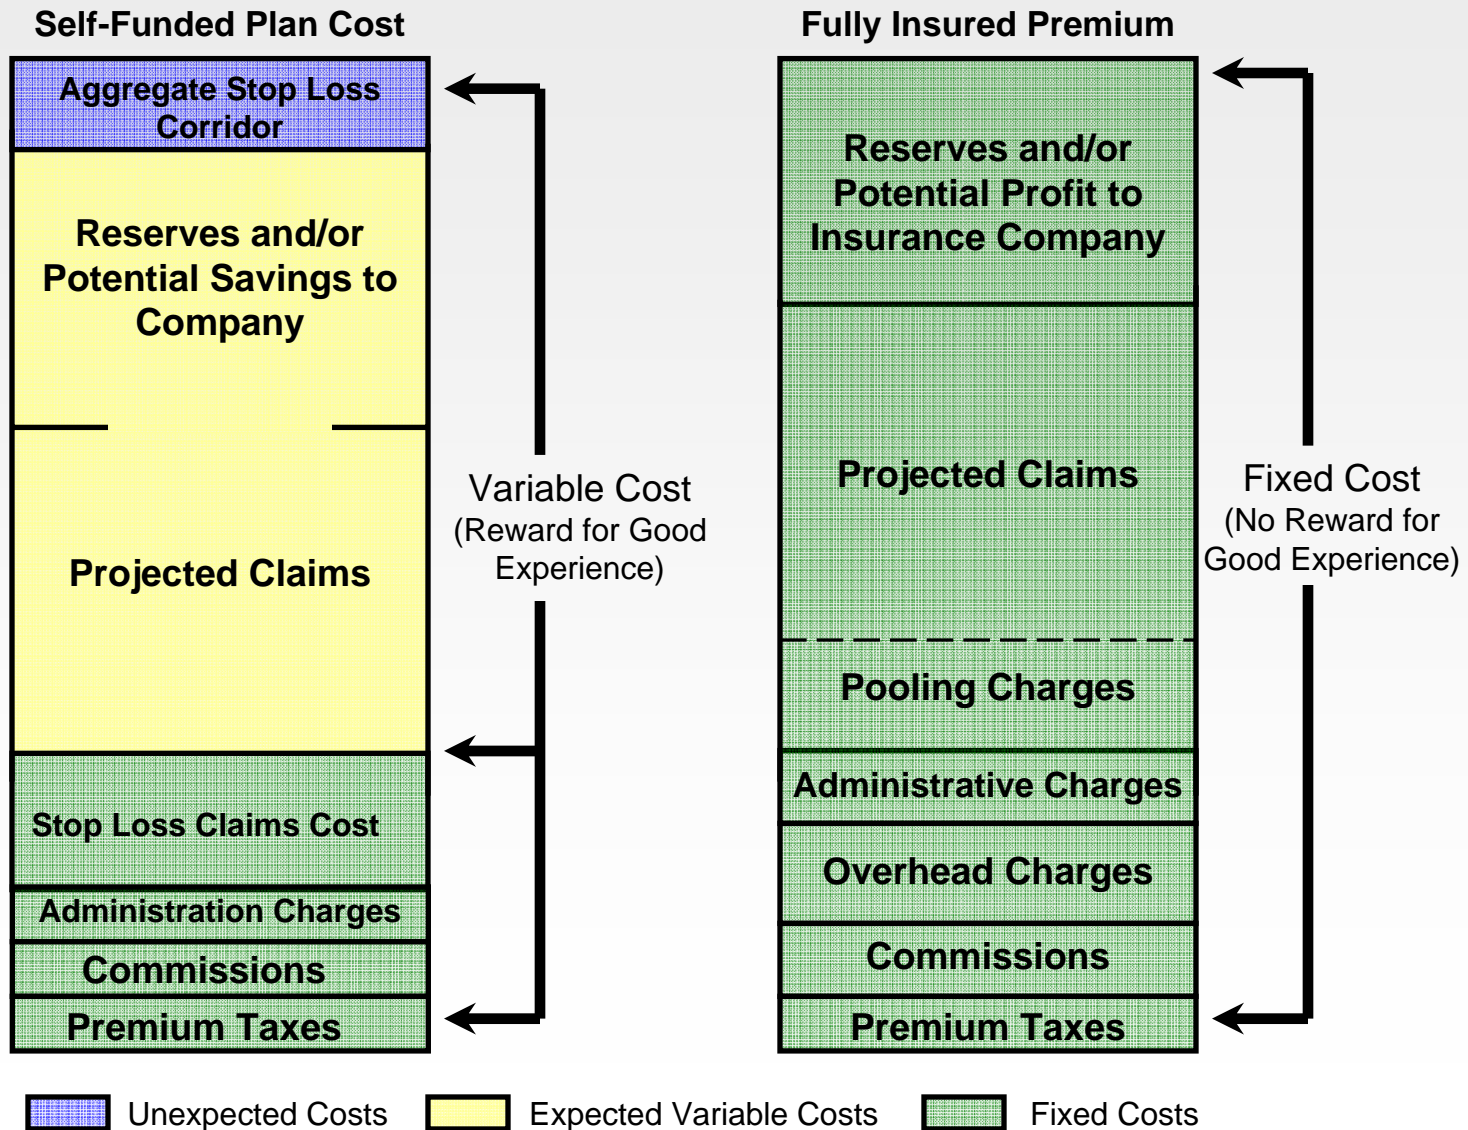 Self-Funded Plan Cost
Aggregate Stop Loss
Corridor
Reserves and/or
Potential Savings to
Company
Projected Claims
Stop Loss Claims Cost
Administration Charges
Commissions
Premium Taxes
Variable Cost
(Reward for Good
Experience)
Fully Insured Premium
Reserves and/or
Potential Profit to
Insurance Company
Projected Claims
Pooling Charges
Administrative Charges
Overhead Charges
Commissions
Premium Taxes
Fixed Cost
(No Reward for
Good Experience)
Unexpected Costs
Expected Variable Costs
Fixed Costs